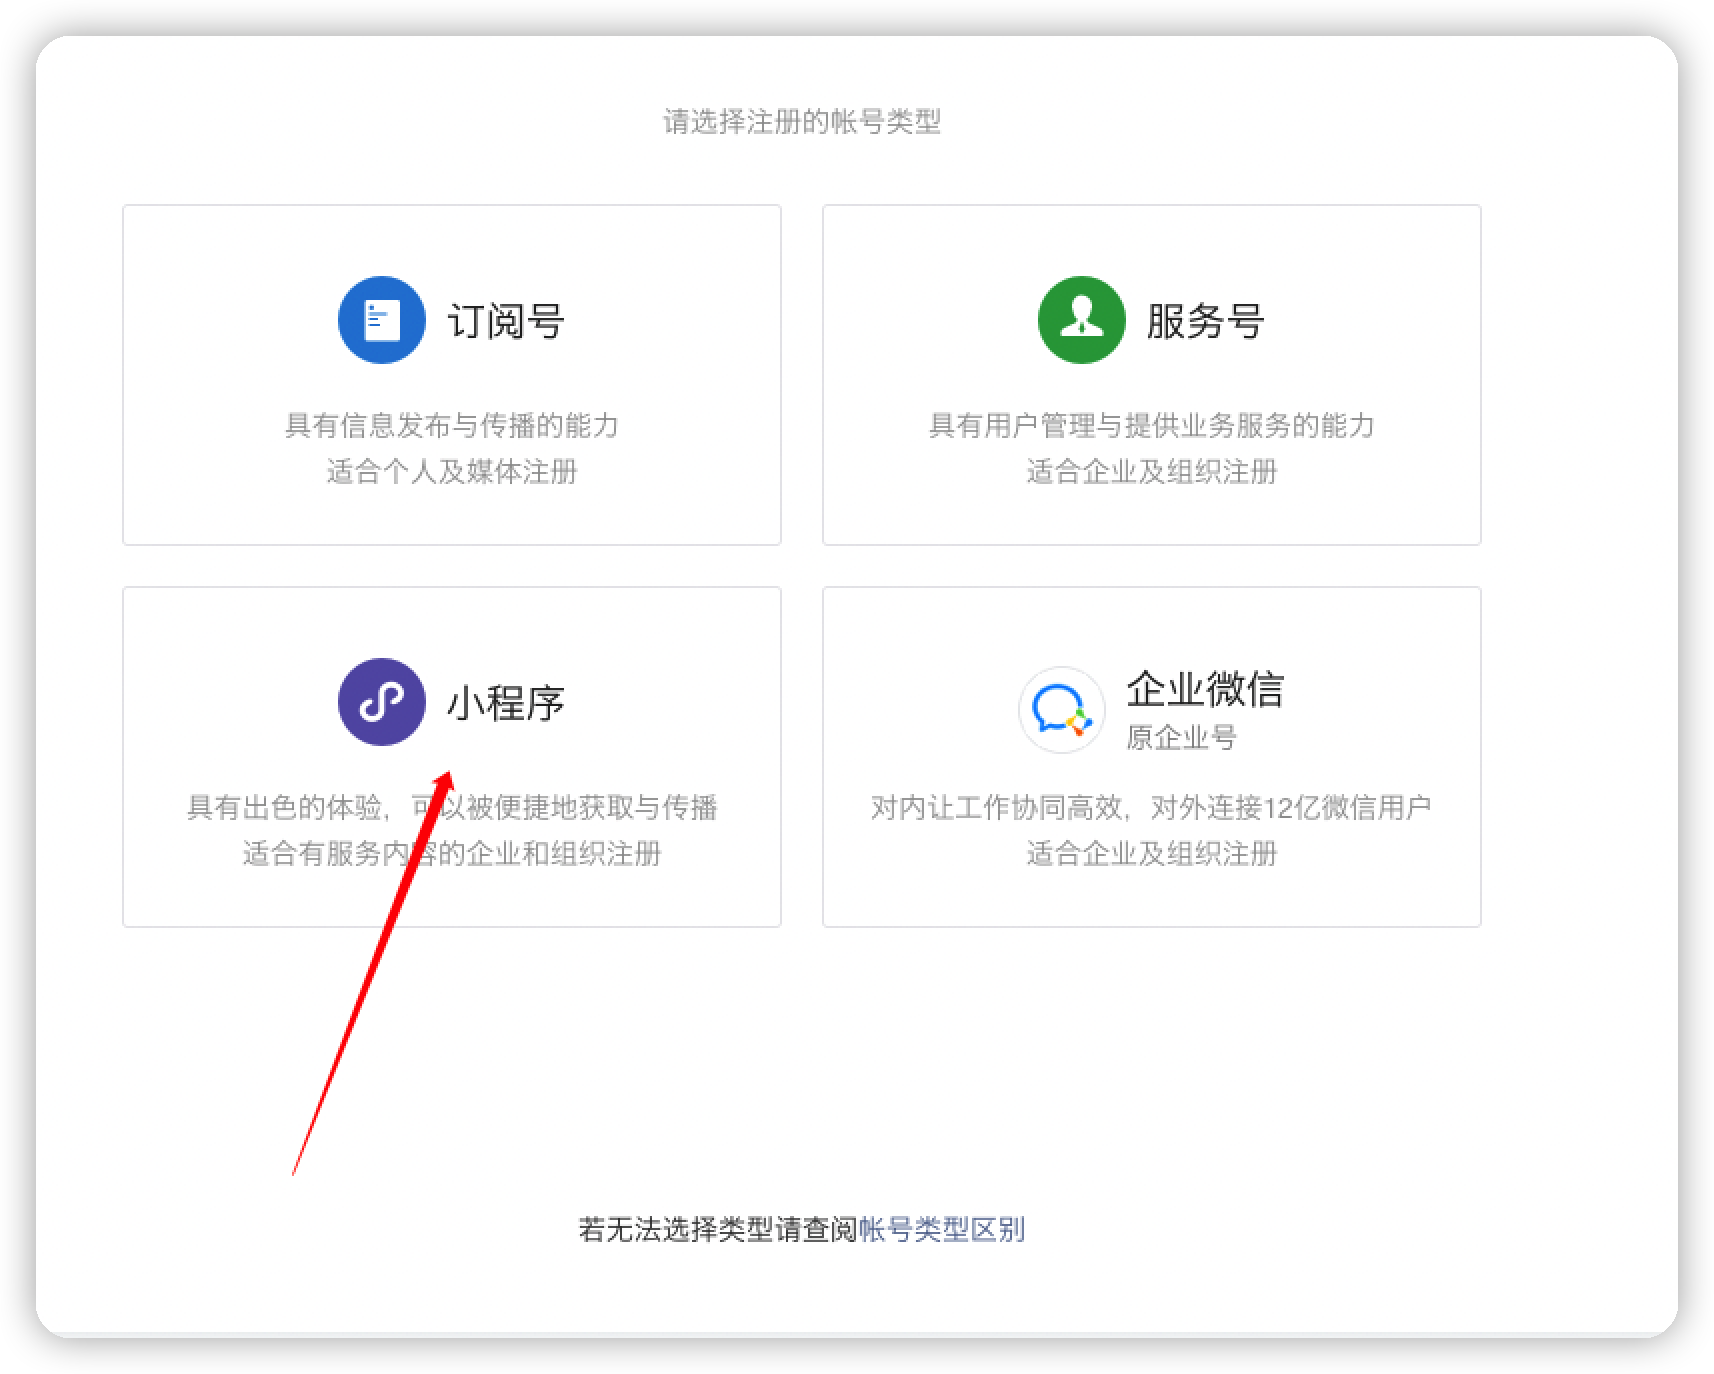 请选择注册的帐号类型
订阅号
具有信息发布与传播的能力
适合个人及媒体注册
服务号
具有用户管理与提供业务服务的能力
适合企业及组织注册
小程序
具有出色的体验，可以被便捷地获取与传播
适合有服务内容的企业和组织注册
企业微信
原企业号
对内让工作协同高效，对外连接12亿微信用户
适合企业及组织注册
若无法选择类型请查阅帐号类型区别